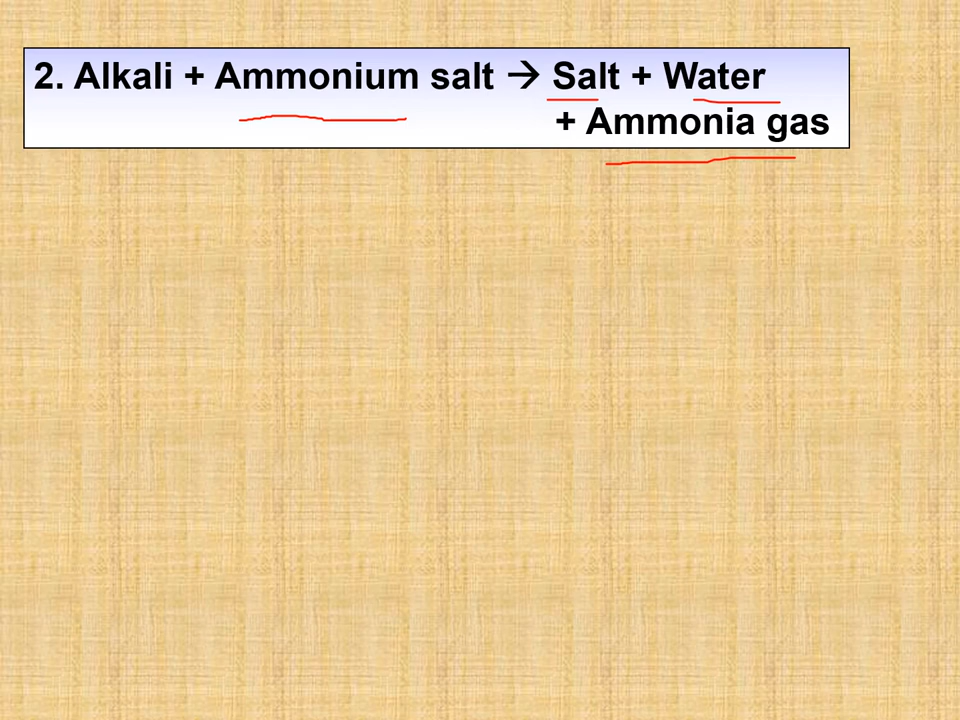 2. Alkali + Ammonium salt → Salt + Water
+ Ammonia gas